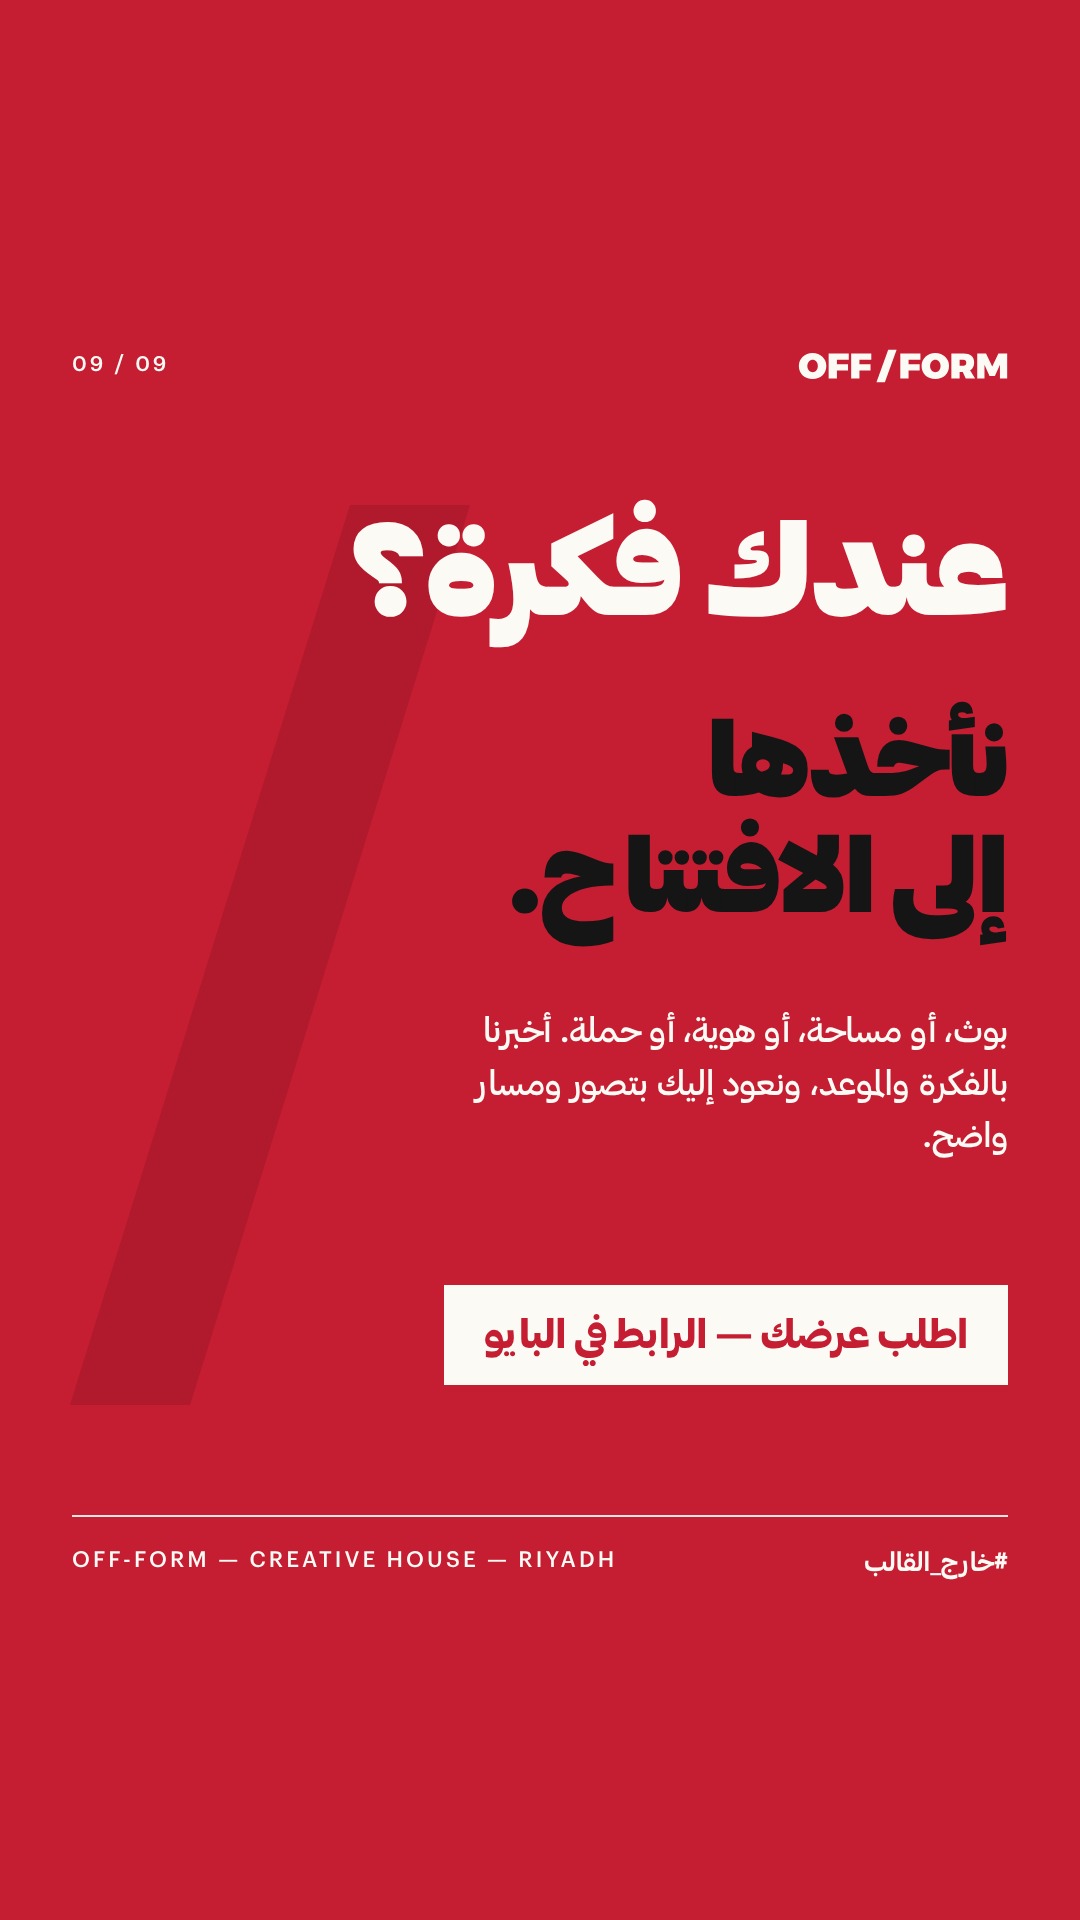 OFF/FORM
09 / 09
عندك فكرة؟
نأخذها
إلى الافتتاح.
بوث، أو مساحة، أو هوية، أو حملة. أخبرنا
بالفكرة والموعد، ونعود إليك بتصور ومسار
واضح.
اطلب عرضك — الرابط في البايو
#خارج_القالب
OFF-FORM — CREATIVE HOUSE — RIYADH